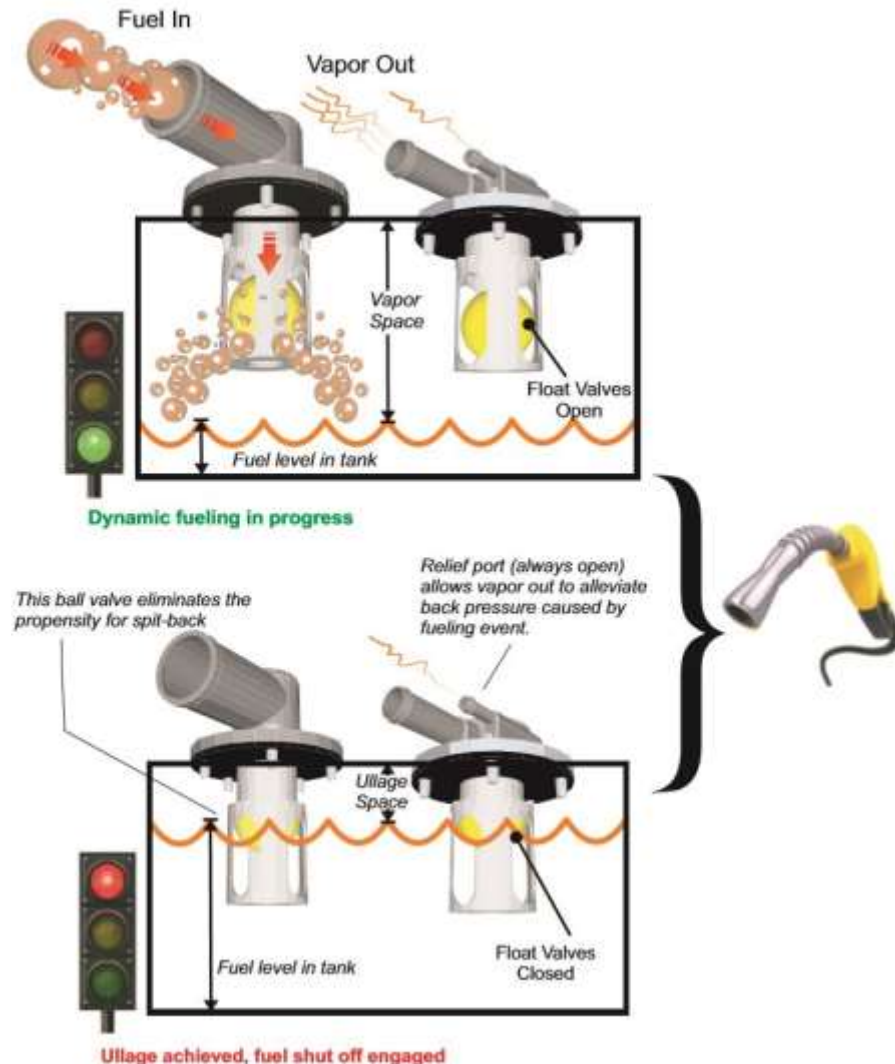 Fuel In
Vapor Out
Vapor
Space
Float Valves
Open
Fuel level in tank
Dynamic fueling in progress
Relief port (always open)
allows vapor out to alleviate
back pressure caused by
fueling event.
This ball valve eliminates the
propensity for spit-back
Ullage
Space
Float Valves
Closed
Fuel level in tank
Ullage achieved, fuel shut off engaged